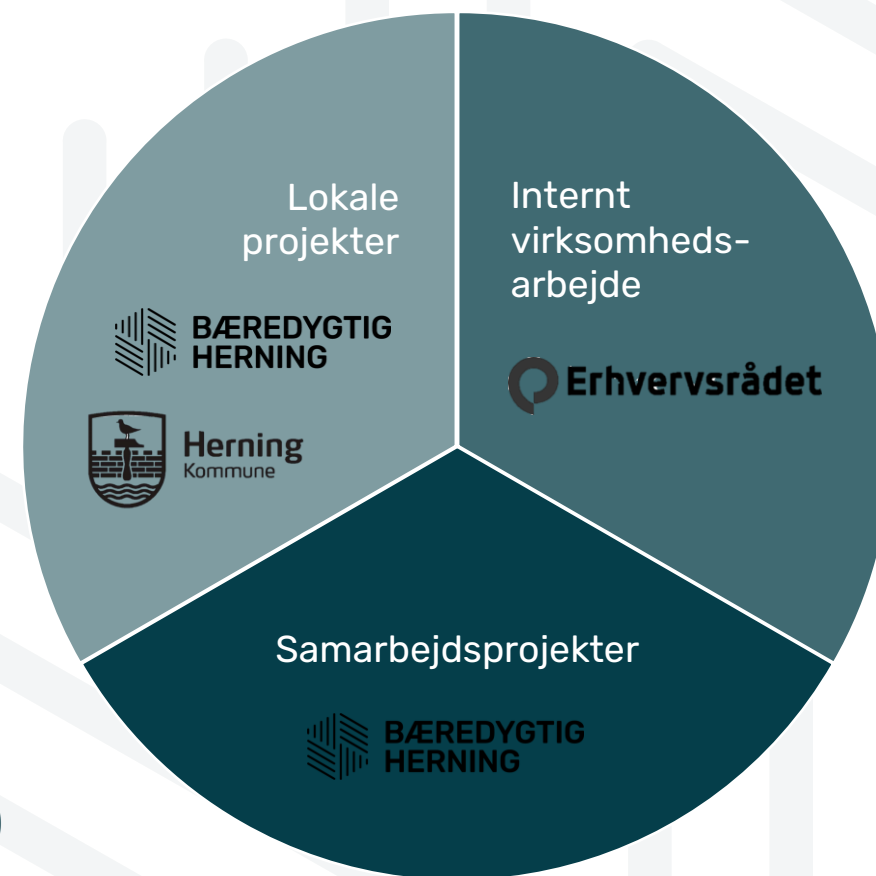 Lokale
projekter
BÆREDYGTIG
HERNING
Herning
Kommune
Internt
virksomheds-
arbejde
Erhvervsrådet
Samarbejdsprojekter
BÆREDYGTIG
HERNING